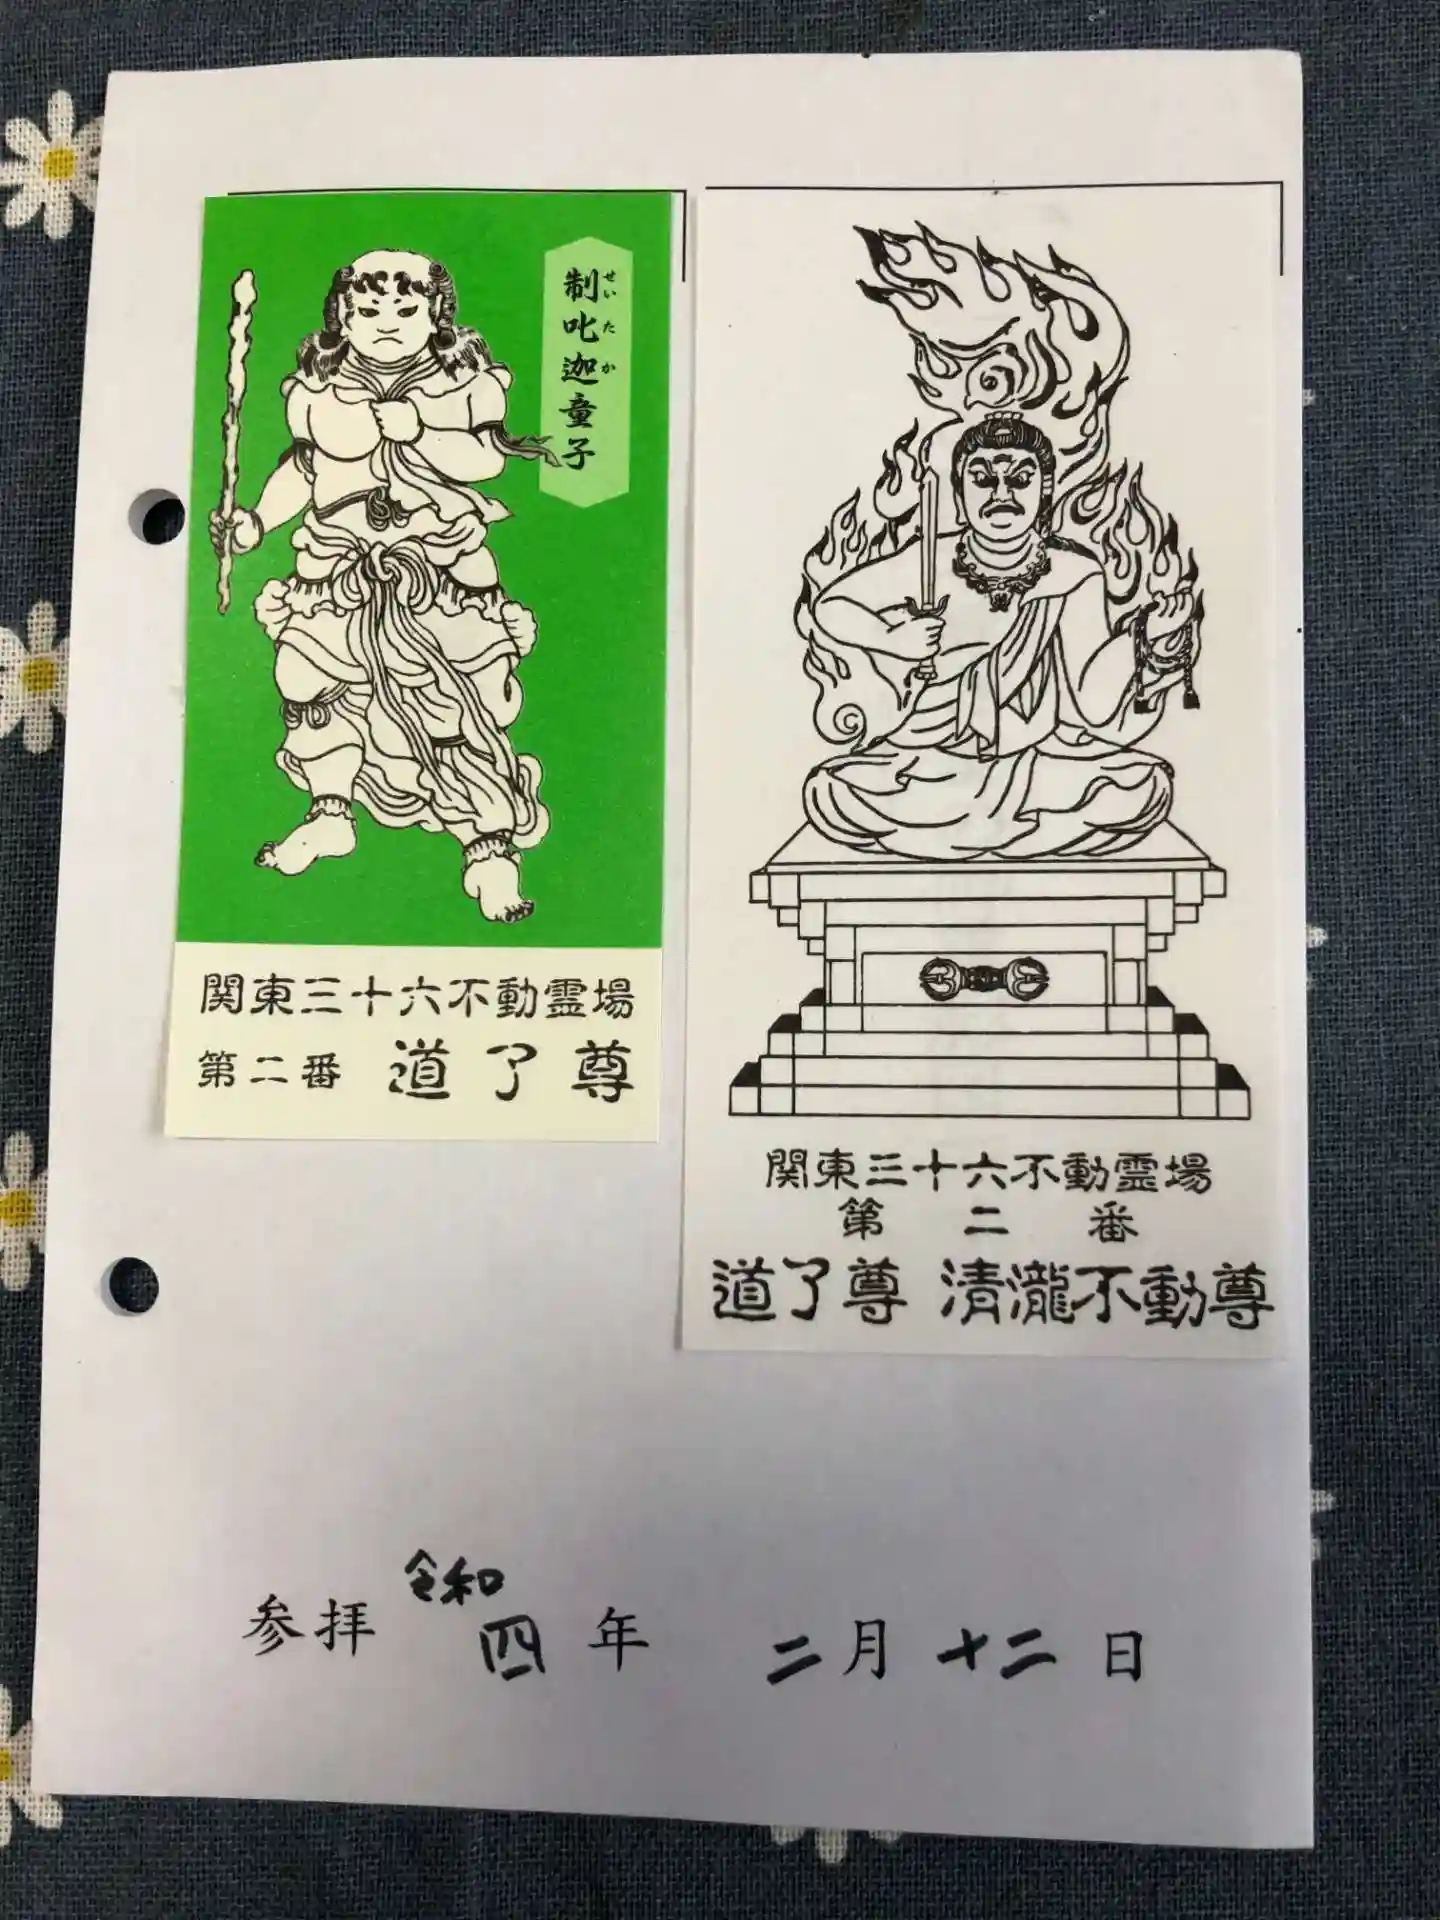 制吒迦童子
せいたか
関東三十六不動霊場
第二番 道了尊
関東三十六不動霊場
第二番
道了尊 清瀧不動尊
参拝 令和四年 二月十二日